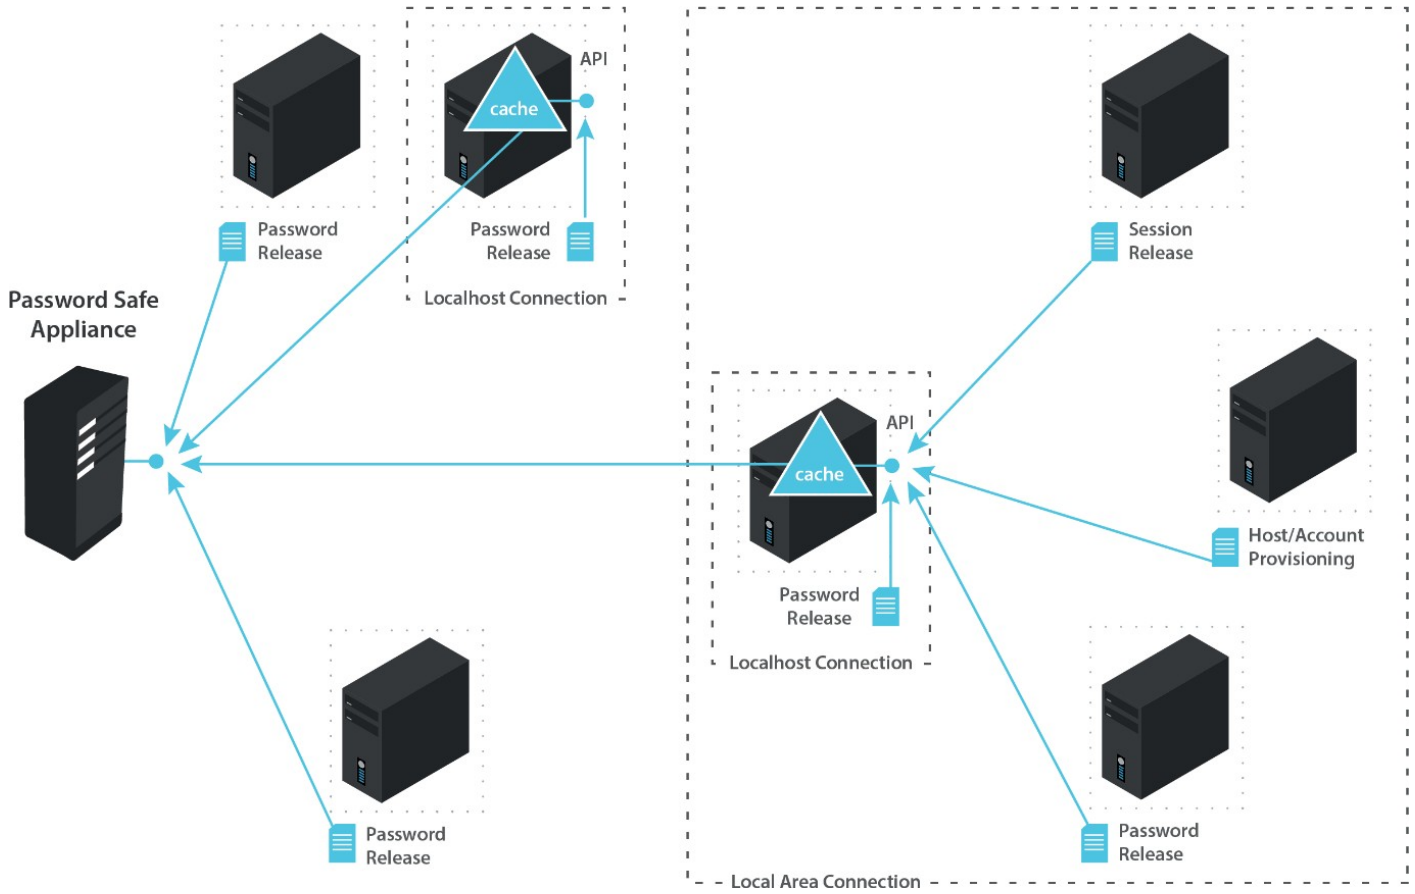 API
cache
Password
Release
Password
Release
Localhost Connection
Session
Release
Password Safe
Appliance
API
cache
Host/Account
Provisioning
Password
Release
Localhost Connection
Password
Release
Password
Release
Local Area Connection